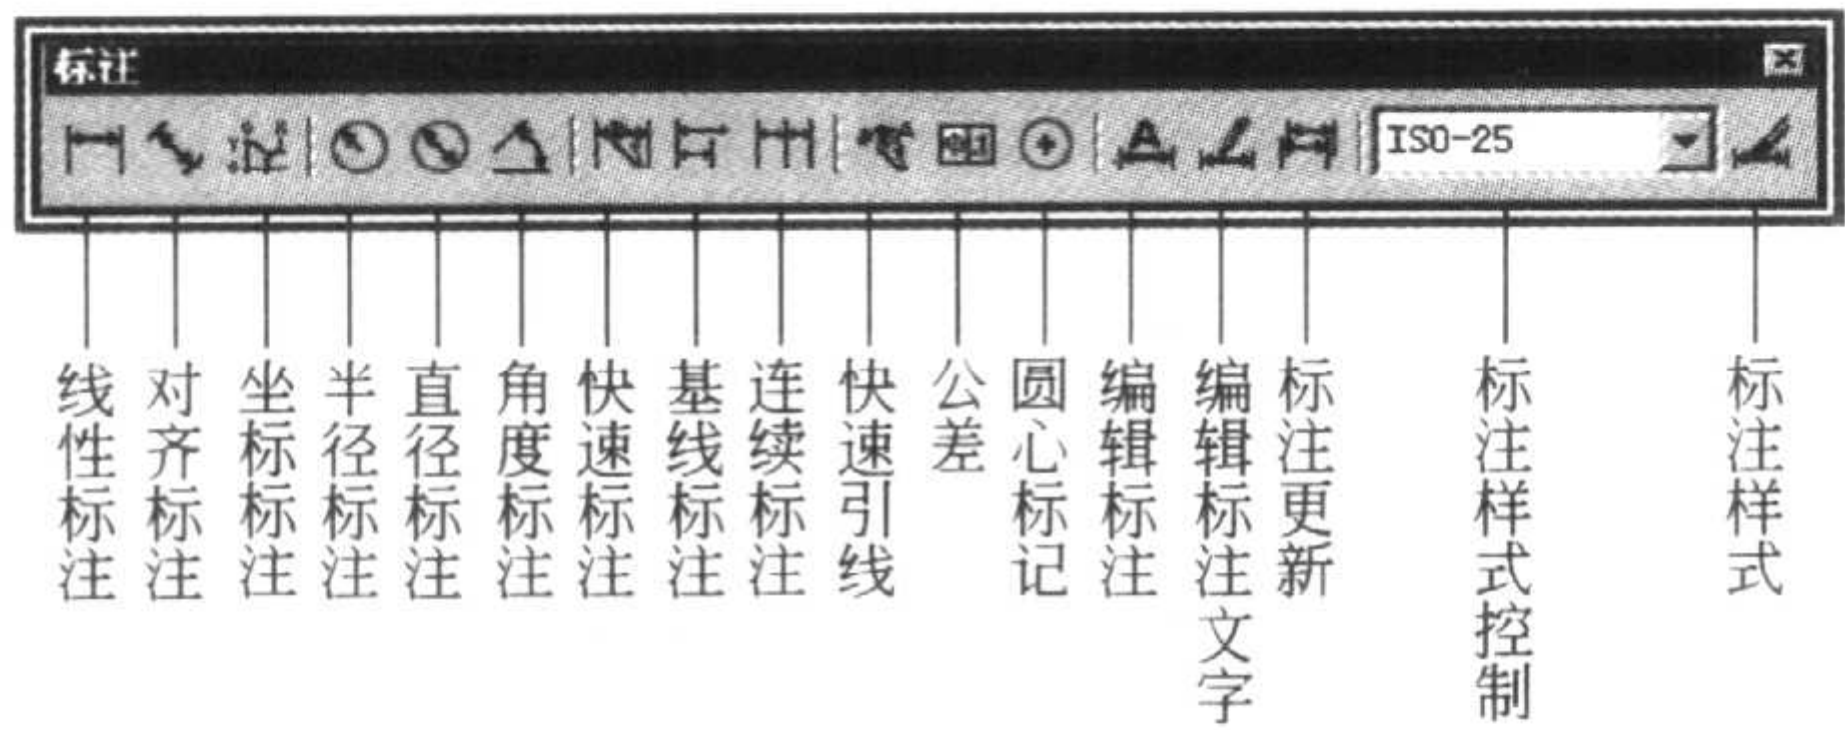 标注
ISO-25
线性标注
对齐标注
坐标标注
半径标注
直径标注
角度标注
快速标注
基线标注
连续标注
快速引线
公差
圆心标记
编辑标注
编辑标注文字
标注更新
标注样式控制
标注样式